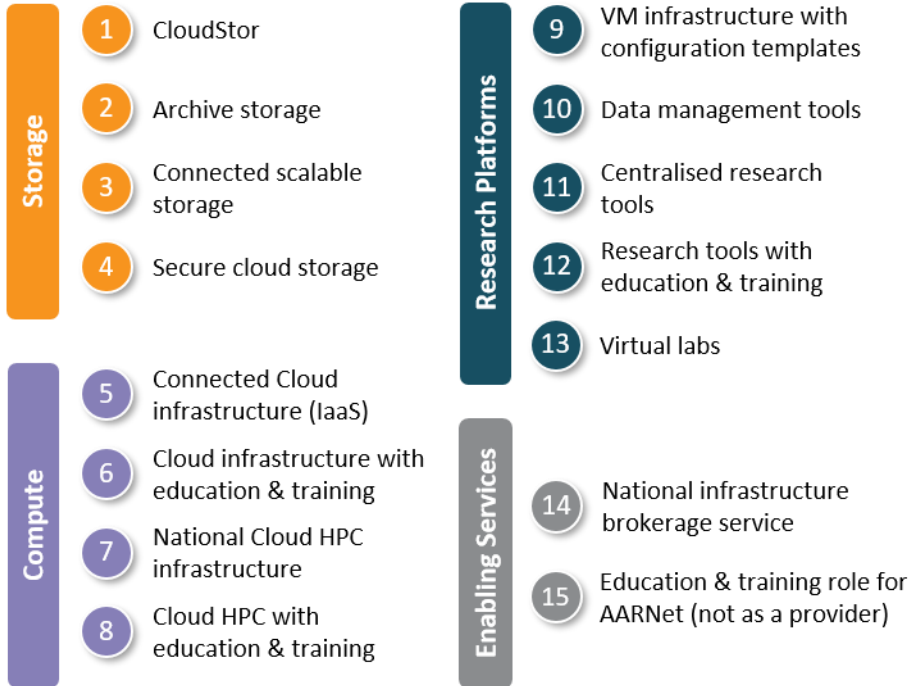 Storage
1
CloudStor
2
Archive storage
3
Connected scalable
storage
4
Secure cloud storage
Compute
5
Connected Cloud
infrastructure (IaaS)
6
Cloud infrastructure with
education & training
7
National Cloud HPC
infrastructure
8
Cloud HPC with
education & training
Research Platforms
9
VM infrastructure with
configuration templates
10
Data management tools
11
Centralised research
tools
12
Research tools with
education & training
13
Virtual labs
Enabling Services
14
National infrastructure
brokerage service
15
Education & training role for
AARNet (not as a provider)